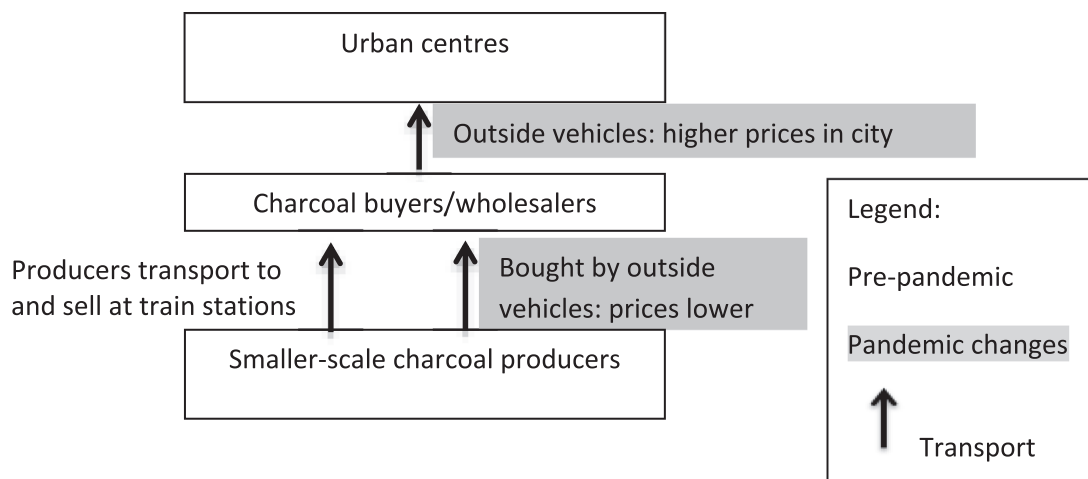 Urban centres
Outside vehicles: higher prices in city
Charcoal buyers/wholesalers
Producers transport to
and sell at train stations
Bought by outside
vehicles: prices lower
Smaller-scale charcoal producers
Legend:
Pre-pandemic
Pandemic changes
Transport